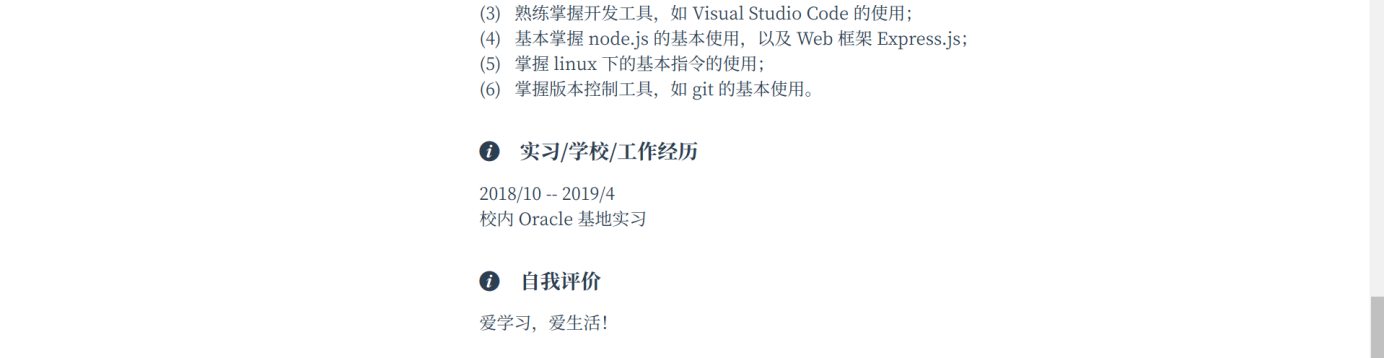 (3) 熟练掌握开发工具，如 Visual Studio Code 的使用；
(4) 基本掌握 node.js 的基本使用，以及 Web 框架 Express.js；
(5) 掌握 linux 下的基本指令的使用；
(6) 掌握版本控制工具，如 git 的基本使用。
实习/学校/工作经历
2018/10 -- 2019/4
校内 Oracle 基地实习
自我评价
爱学习，爱生活！